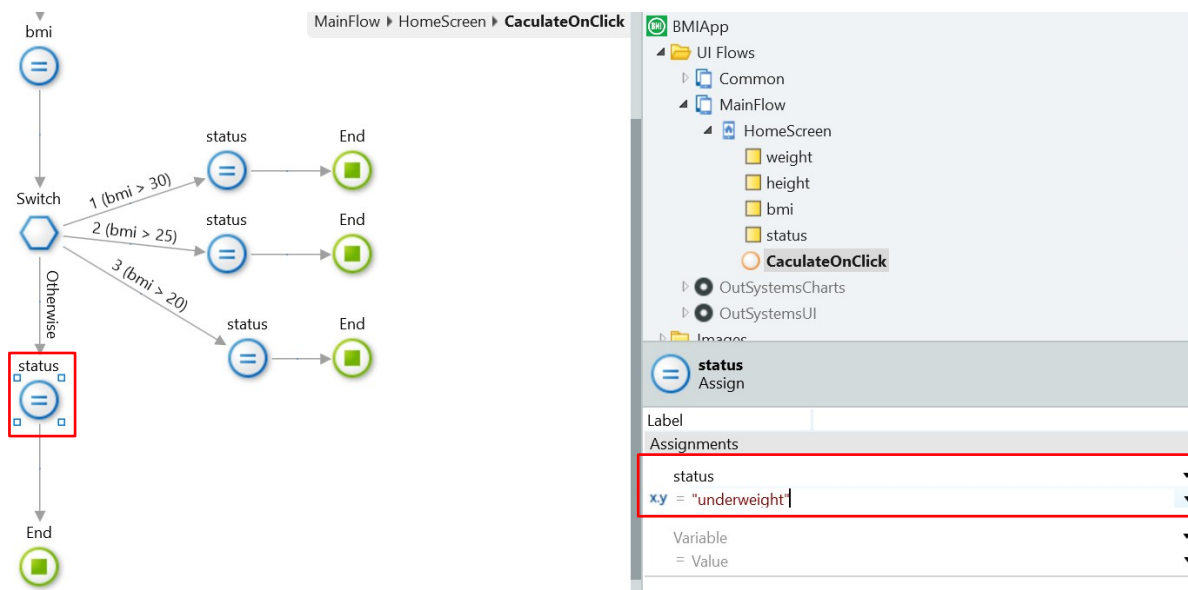 MainFlow HomeScreen CaculateOnClick
bmi
status
End
Switch
1 (bmi > 30)
status
End
2 (bmi > 25)
3 (bmi > 20)
Otherwise
status
End
status
End
BMI
BMIApp
UI Flows
Common
MainFlow
HomeScreen
weight
height
bmi
status
CaculateOnClick
OutSystemsCharts
OutSystemsUI
Images
status
Assign
Label
Assignments
status
x.y = "underweight"
Variable
= Value